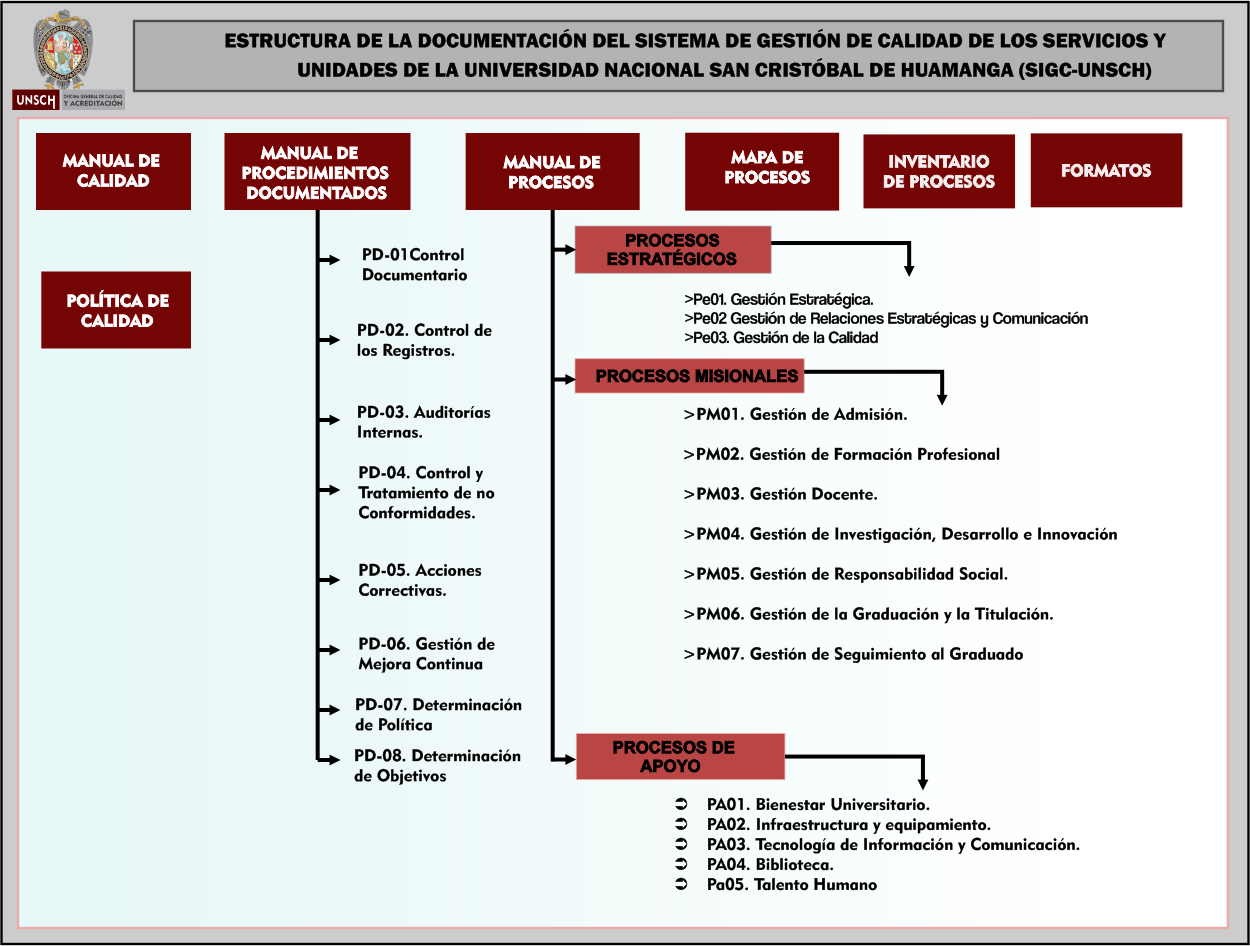 ESTRUCTURA DE LA DOCUMENTACIÓN DEL SISTEMA DE GESTIÓN DE CALIDAD DE LOS SERVICIOS Y
UNIDADES DE LA UNIVERSIDAD NACIONAL SAN CRISTÓBAL DE HUAMANGA (SIGC-UNSCH)
UNSCH
OFICINA GENERAL DE CALIDAD
Y ACREDITACIÓN
MANUAL DE
CALIDAD
POLÍTICA DE
CALIDAD
MANUAL DE
PROCEDIMIENTOS
DOCUMENTADOS
PD-01Control
Documentario
PD-02. Control de
los Registros.
PD-03. Auditorías
Internas.
PD-04. Control y
Tratamiento de no
Conformidades.
PD-05. Acciones
Correctivas.
PD-06. Gestión de
Mejora Continua
PD-07. Determinación
de Política
PD-08. Determinación
de Objetivos
MANUAL DE
PROCESOS
MAPA DE
PROCESOS
INVENTARIO
DE PROCESOS
FORMATOS
PROCESOS
ESTRATÉGICOS
>Pe01. Gestión Estratégica.
>Pe02 Gestión de Relaciones Estratégicas y Comunicación
>Pe03. Gestión de la Calidad
PROCESOS MISIONALES
>PM01. Gestión de Admisión.
>PM02. Gestión de Formación Profesional
>PM03. Gestión Docente.
>PM04. Gestión de Investigación, Desarrollo e Innovación
>PM05. Gestión de Responsabilidad Social.
>PM06. Gestión de la Graduación y la Titulación.
>PM07. Gestión de Seguimiento al Graduado
PROCESOS DE
APOYO
➲ PA01. Bienestar Universitario.
➲ PA02. Infraestructura y equipamiento.
➲ PA03. Tecnología de Información y Comunicación.
➲ PA04. Biblioteca.
➲ Pa05. Talento Humano